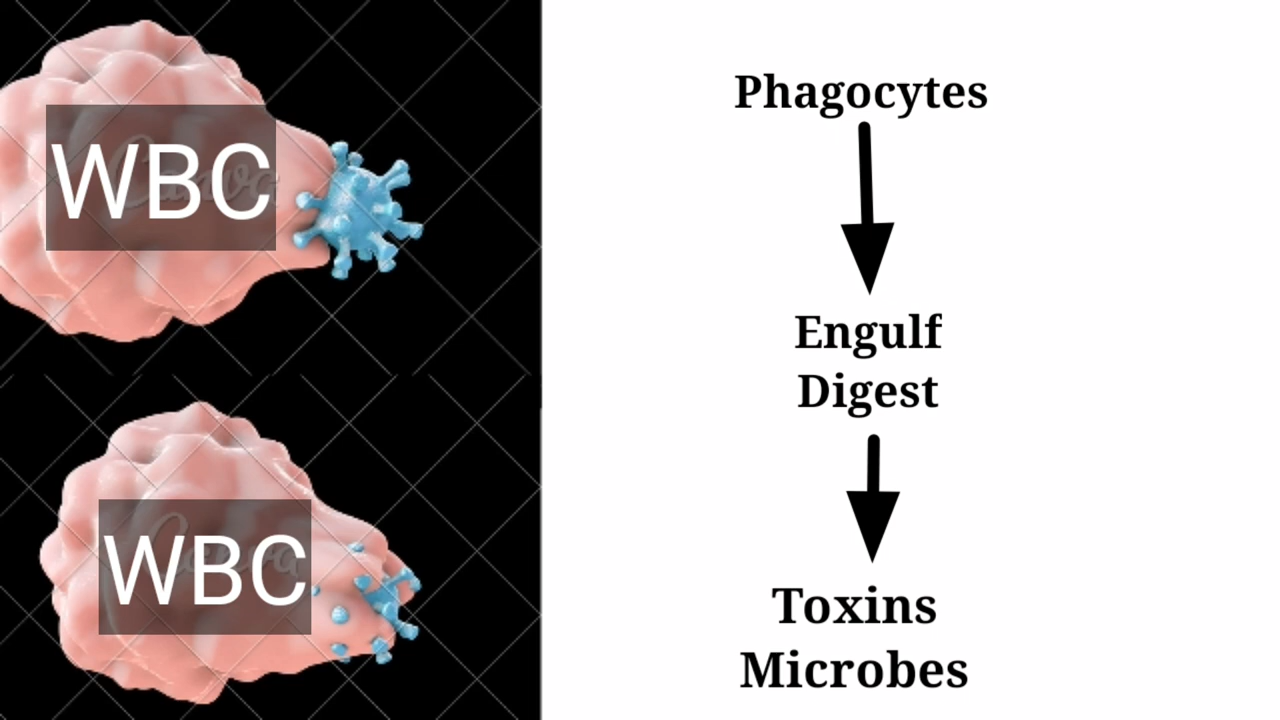 WBC
WBC
Phagocytes
Engulf
Digest
Toxins
Microbes